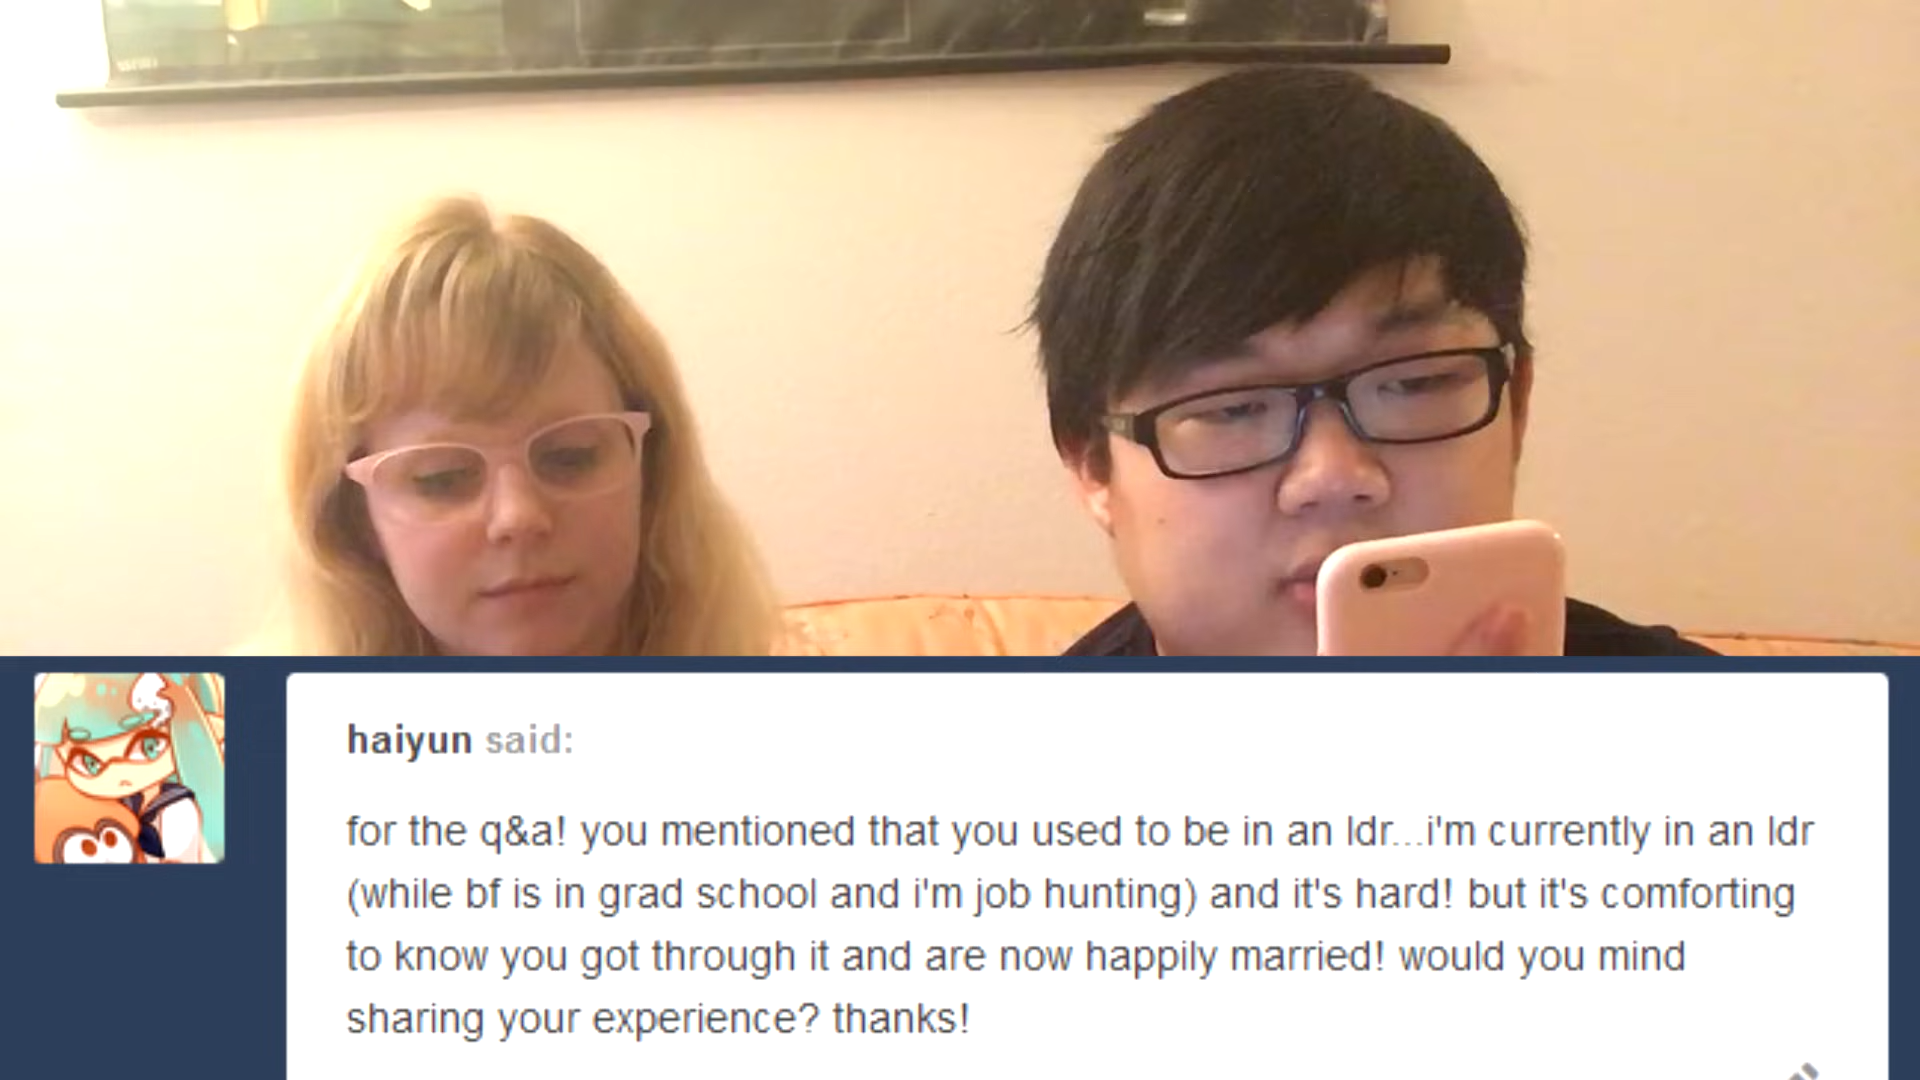 haiyun said:
for the q&a! you mentioned that you used to be in an ldr...i'm currently in an ldr
(while bf is in grad school and i'm job hunting) and it's hard! but it's comforting
to know you got through it and are now happily married! would you mind
sharing your experience? thanks!